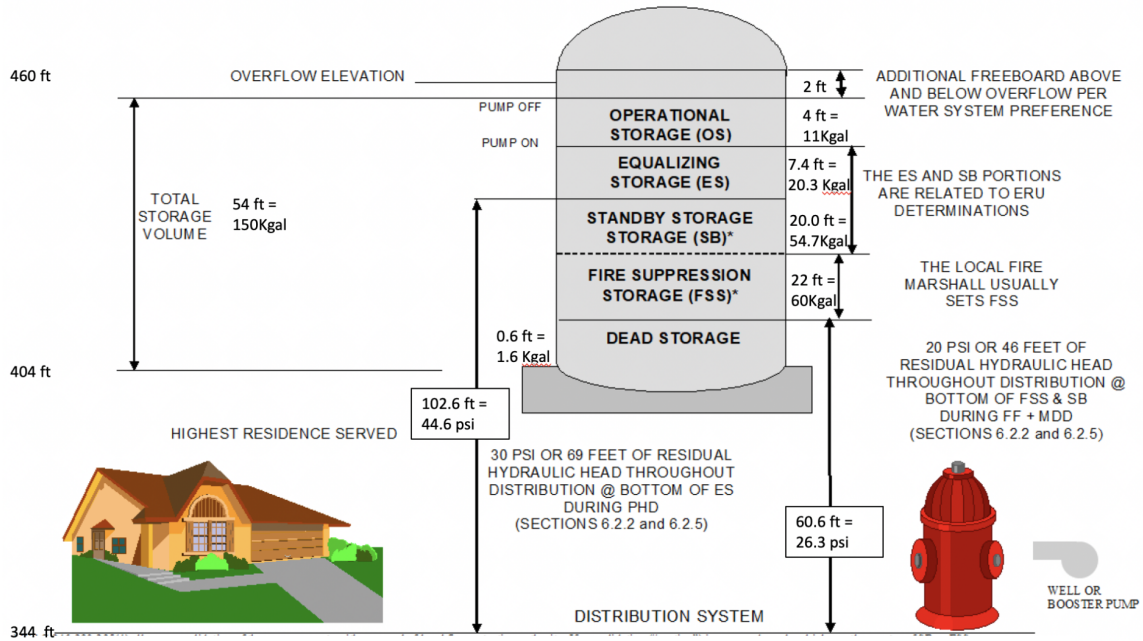 460 ft
OVERFLOW ELEVATION
2 ft
ADDITIONAL FREEBOARD ABOVE
AND BELOW OVERFLOW PER
WATER SYSTEM PREFERENCE
PUMP OFF
OPERATIONAL
STORAGE (OS)
4 ft =
11Kgal
PUMP ON
EQUALIZING
STORAGE (ES)
7.4 ft =
20.3 Kgal
THE ES AND SB PORTIONS
ARE RELATED TO ERU
DETERMINATIONS
TOTAL
STORAGE
VOLUME
54 ft =
150Kgal
STANDBY STORAGE
STORAGE (SB)*
20.0 ft =
54.7Kgal
FIRE SUPPRESSION
STORAGE (FSS)*
22 ft =
60Kgal
THE LOCAL FIRE
MARSHALL USUALLY
SETS FSS
DEAD STORAGE
0.6 ft =
1.6 Kgal
404 ft
20 PSI OR 46 FEET OF
RESIDUAL HYDRAULIC HEAD
THROUGHOUT DISTRIBUTION @
BOTTOM OF FSS & SB
DURING FF + MDD
(SECTIONS 6.2.2 and 6.2.5)
102.6 ft =
44.6 psi
HIGHEST RESIDENCE SERVED
30 PSI OR 69 FEET OF RESIDUAL
HYDRAULIC HEAD THROUGHOUT
DISTRIBUTION @ BOTTOM OF ES
DURING PHD
(SECTIONS 6.2.2 and 6.2.5)
60.6 ft =
26.3 psi
WELL OR
BOOSTER PUMP
DISTRIBUTION SYSTEM
344 ft